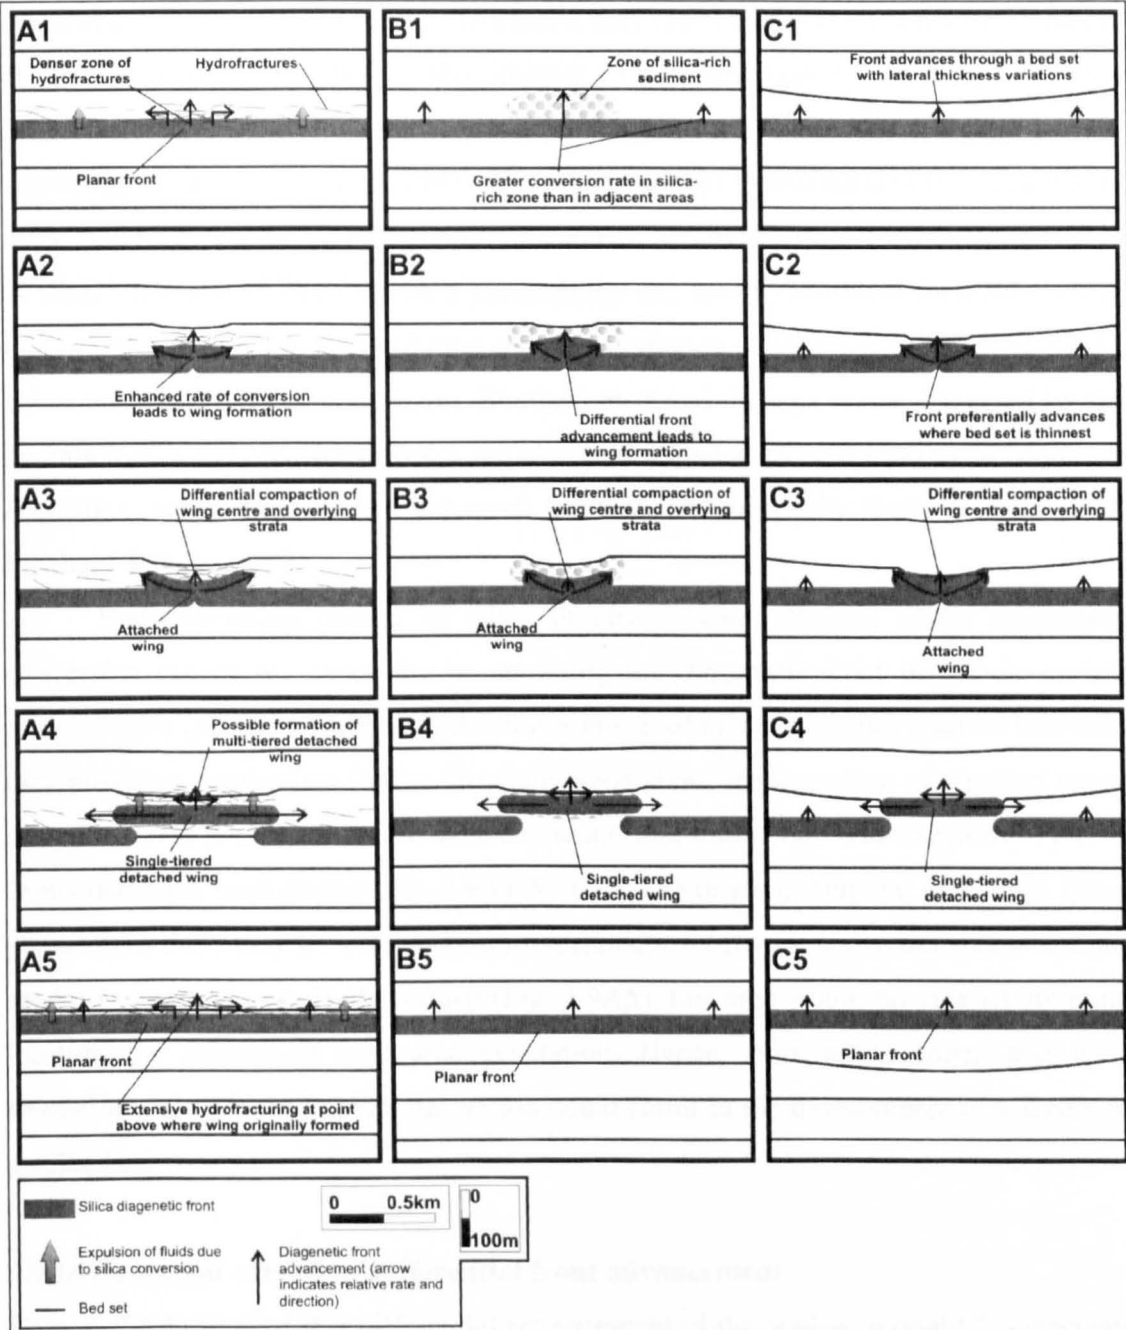 A1
Denser zone of
hydrofractures
Hydrofractures
Planar front
B1
Zone of silica-rich
sediment
Greater conversion rate in silica-
rich zone than in adjacent areas
C1
Front advances through a bed set
with lateral thickness variations
A2
Enhanced rate of conversion
leads to wing formation
B2
Differential front
advancement leads to
wing formation
C2
Front preferentially advances
where bed set is thinnest
A3
Differential compaction of
wing centre and overlying
strata
Attached
wing
B3
Differential compaction of
wing centre and overlying
strata
Attached
wing
C3
Differential compaction of
wing centre and overlying
strata
Attached
wing
A4
Possible formation of
multi-tiered detached
wing
Single-tiered
detached wing
B4
Single-tiered
detached wing
C4
Single-tiered
detached wing
A5
Planar front
Extensive hydrofracturing at point
above where wing originally formed
B5
Planar front
C5
Planar front
Silica diagenetic front
0 0.5km
0
100m
Expulsion of fluids due
to silica conversion
Diagenetic front
advancement (arrow
indicates relative rate and
direction)
Bed set